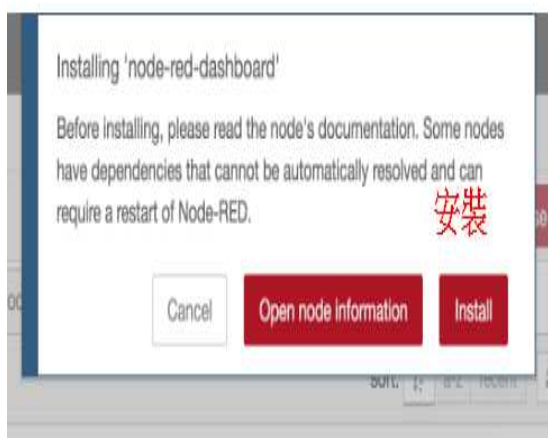 Installing 'node-red-dashboard'
Before installing, please read the node's documentation. Some nodes
have dependencies that cannot be automatically resolved and can
require a restart of Node-RED.
安裝
Cancel
Open node information
Install
sort:
a-z
recent